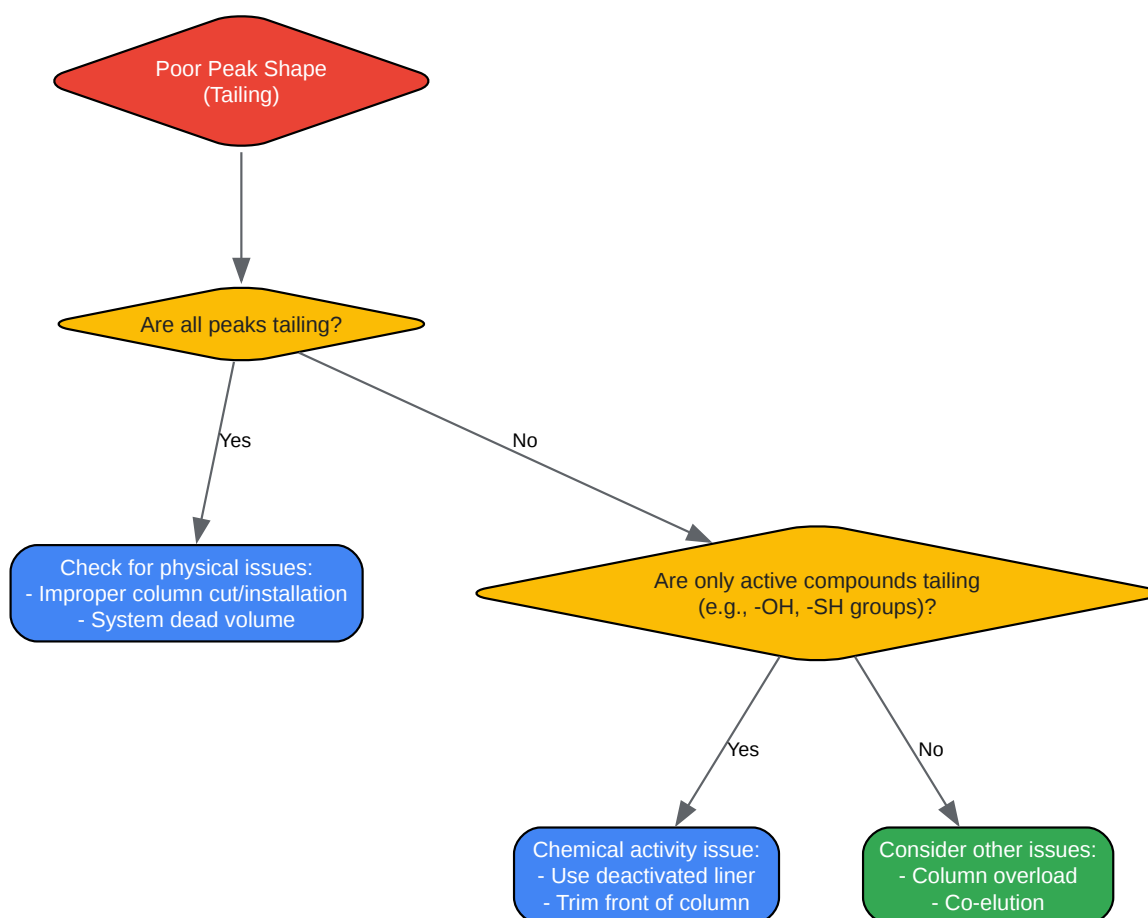 Poor Peak Shape
(Tailing)
Are all peaks tailing?
Yes
No
Check for physical issues:
- Improper column cut/installation
- System dead volume
Are only active compounds tailing
(e.g., -OH, -SH groups)?
Yes
No
Chemical activity issue:
- Use deactivated liner
- Trim front of column
Consider other issues:
- Column overload
- Co-elution